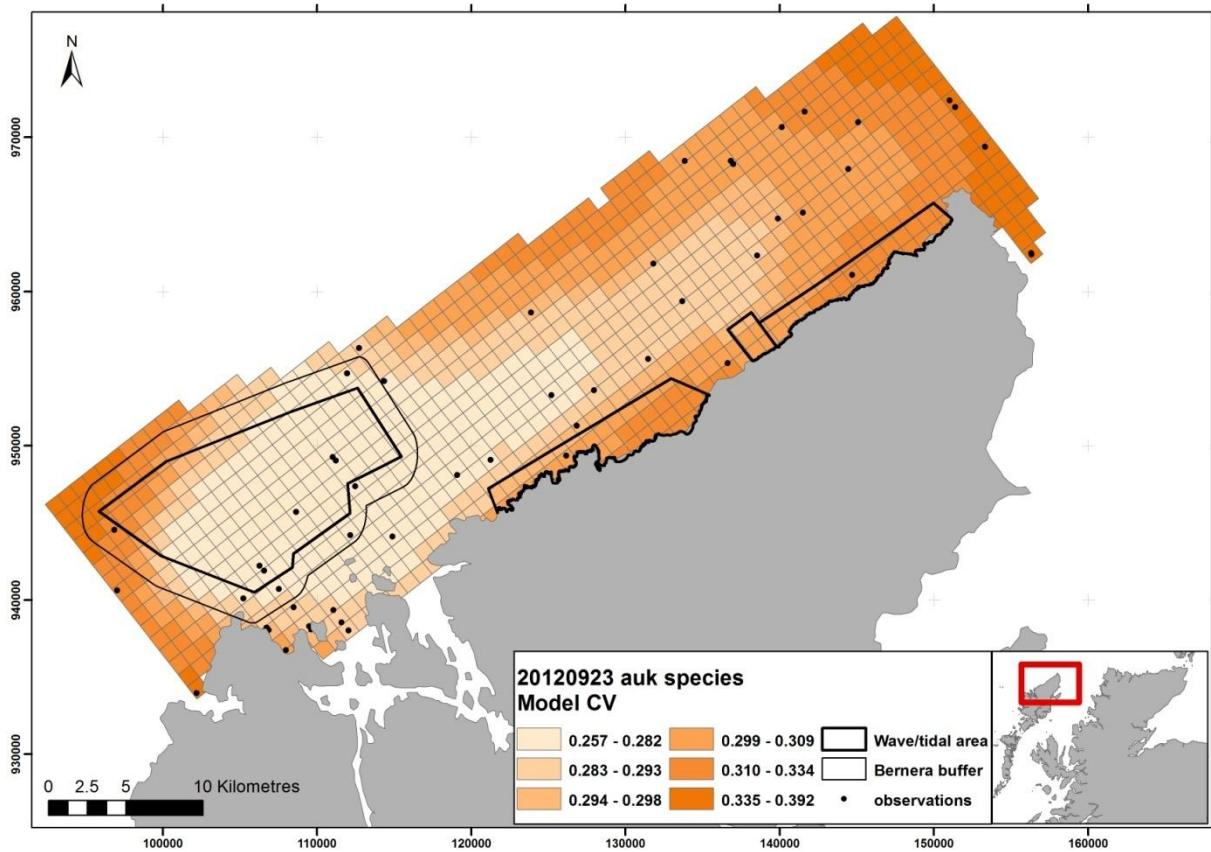 N
970000
960000
950000
940000
930000
20120923 auk species
Model CV
0.257 - 0.282
0.299 - 0.309
Wave/tidal area
0.283 - 0.293
0.310 - 0.334
Bernera buffer
0.294 - 0.298
0.335 - 0.392
observations
0 2.5 5 10 Kilometres
100000 110000 120000 130000 140000 150000 160000